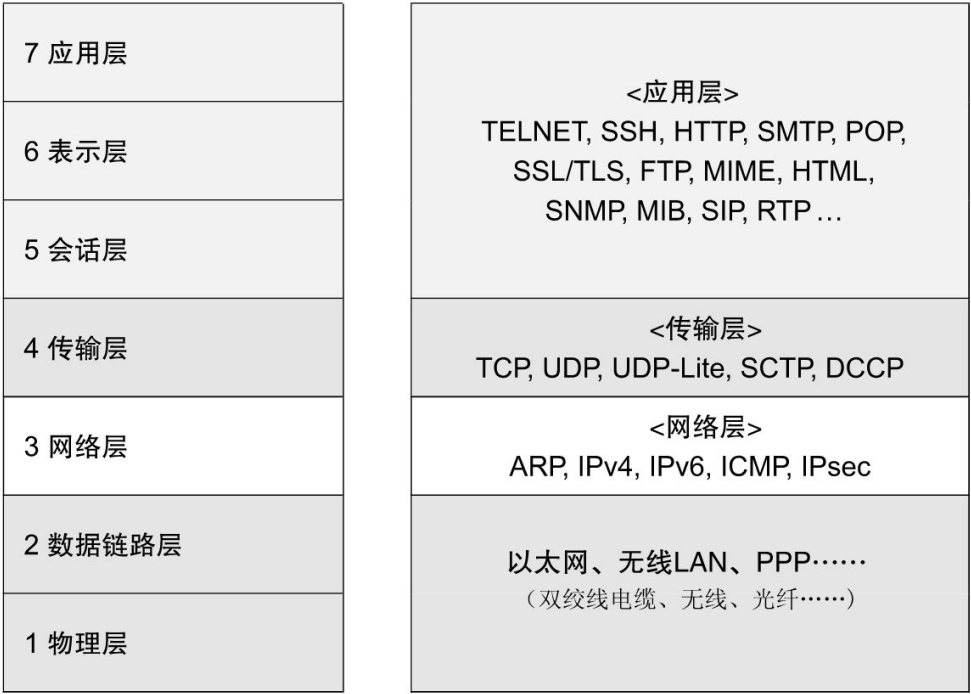 7 应用层
6 表示层
5 会话层
4 传输层
3 网络层
2 数据链路层
1 物理层
<应用层>
TELNET, SSH, HTTP, SMTP, POP,
SSL/TLS, FTP, MIME, HTML,
SNMP, MIB, SIP, RTP …
<传输层>
TCP, UDP, UDP-Lite, SCTP, DCCP
<网络层>
ARP, IPv4, IPv6, ICMP, IPsec
以太网、无线LAN、PPP……
（双绞线电缆、无线、光纤……）